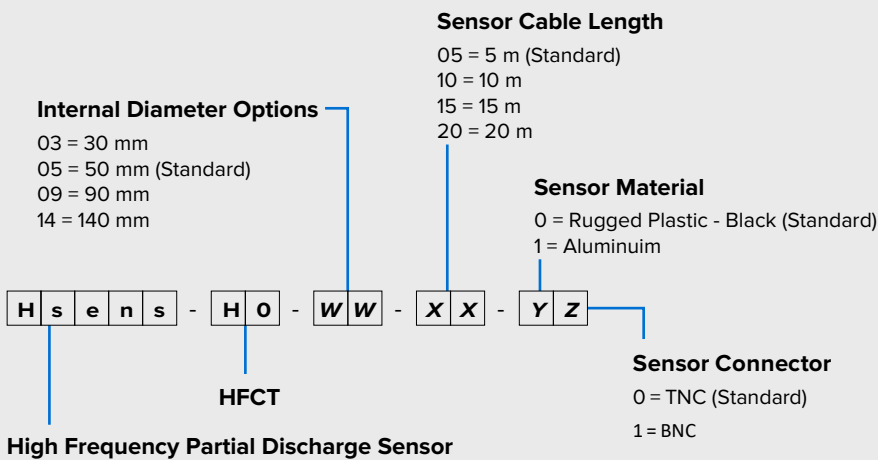 Sensor Cable Length
05 = 5 m (Standard)
10 = 10 m
15 = 15 m
20 = 20 m
Internal Diameter Options
03 = 30 mm
05 = 50 mm (Standard)
09 = 90 mm
14 = 140 mm
Sensor Material
0 = Rugged Plastic - Black (Standard)
1 = Aluminuim
H s e n s - H 0 - W W - X X - Y Z
HFCT
Sensor Connector
0 = TNC (Standard)
1 = BNC
High Frequency Partial Discharge Sensor